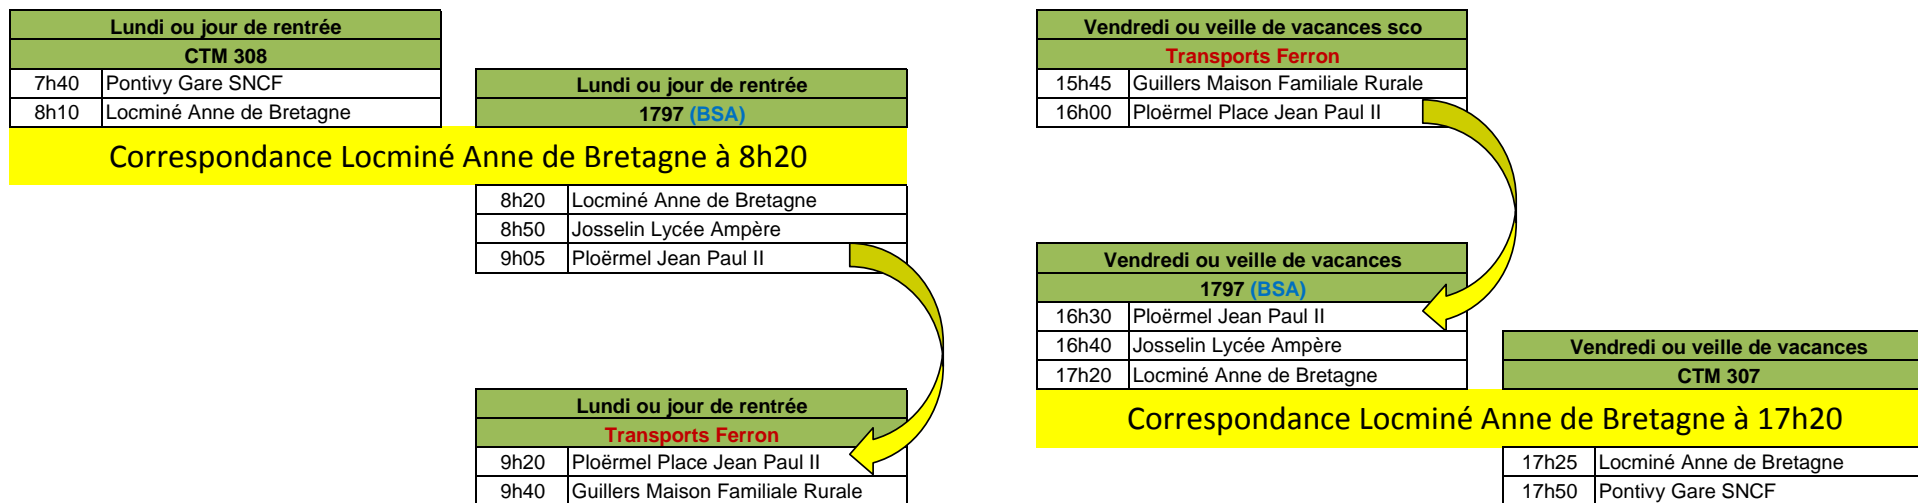 Lundi ou jour de rentrée
CTM 308
7h40 Pontivy Gare SNCF
8h10 Locminé Anne de Bretagne
Lundi ou jour de rentrée
1797 (BSA)
Correspondance Locminé Anne de Bretagne à 8h20
8h20 Locminé Anne de Bretagne
8h50 Josselin Lycée Ampère
9h05 Ploërmel Jean Paul II
Lundi ou jour de rentrée
Transports Ferron
9h20 Ploërmel Place Jean Paul II
9h40 Guillers Maison Familiale Rurale
Vendredi ou veille de vacances sco
Transports Ferron
15h45 Guillers Maison Familiale Rurale
16h00 Ploërmel Place Jean Paul II
Vendredi ou veille de vacances
1797 (BSA)
16h30 Ploërmel Jean Paul II
16h40 Josselin Lycée Ampère
17h20 Locminé Anne de Bretagne
Vendredi ou veille de vacances
CTM 307
Correspondance Locminé Anne de Bretagne à 17h20
17h25 Locminé Anne de Bretagne
17h50 Pontivy Gare SNCF